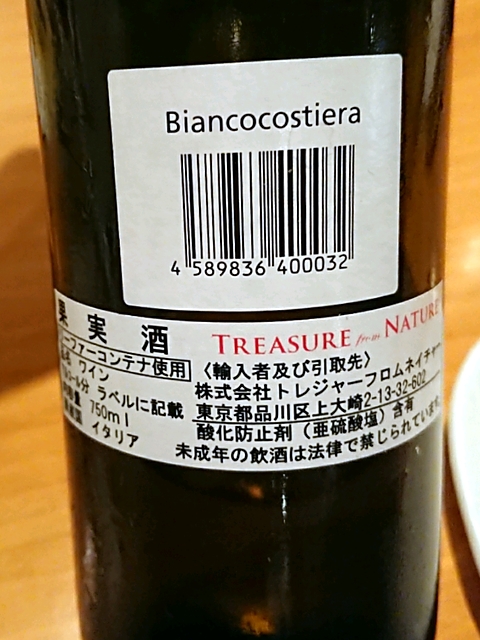 Biancocostiera
4 589836 400032
果実酒
TREASURE from NATURE
ーファーコンテナ使用
〈輸入者及び引取先〉
ワイン
株式会社トレジャーフロムネイチャー
ラベルに記載
東京都品川区上大崎2-13-32-602
750ml
酸化防止剤（亜硫酸塩）含有
イタリア
未成年の飲酒は法律で禁じられています